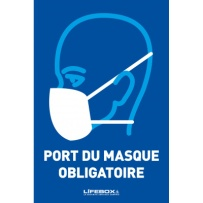 PORT DU MASQUE
OBLIGATOIRE
LIFEBOX